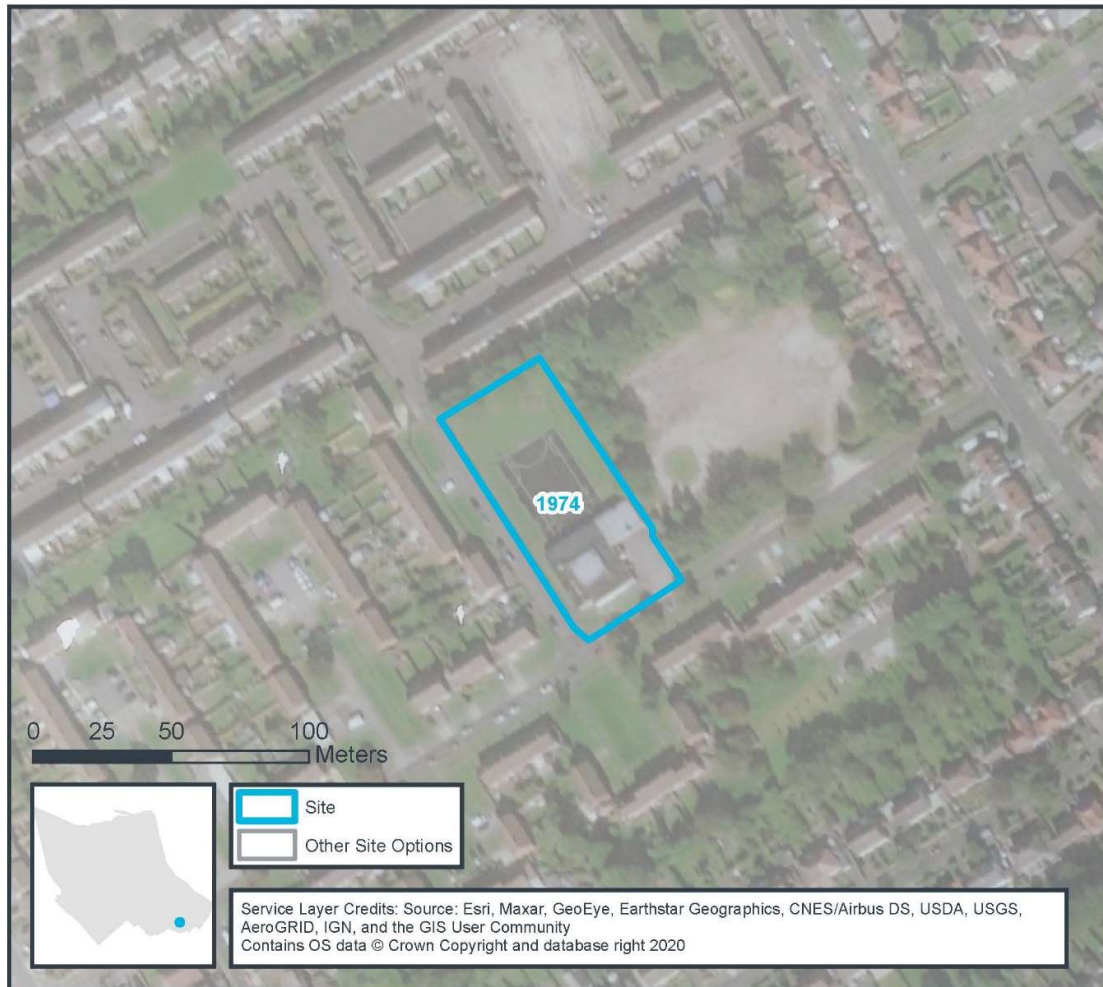 1974
0 25 50 100
Meters
Site
Other Site Options
Service Layer Credits: Source: Esri, Maxar, GeoEye, Earthstar Geographics, CNES/Airbus DS, USDA, USGS,
AeroGRID, IGN, and the GIS User Community
Contains OS data © Crown Copyright and database right 2020